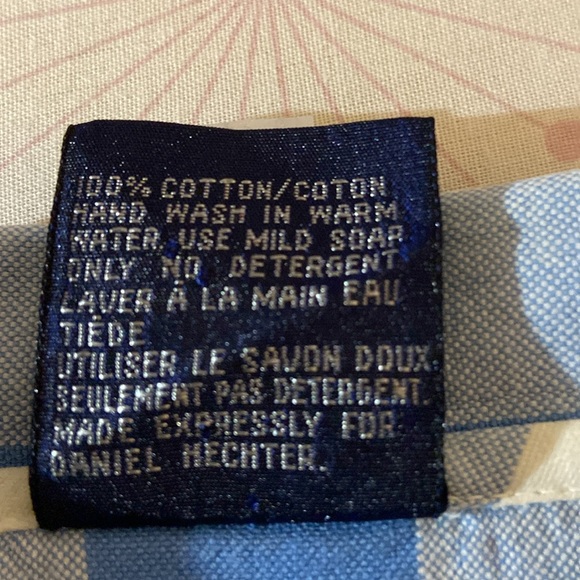 100% COTTON/COTON
HAND WASH IN WARM
WATER USE MILD SOAP
ONLY NO DETERGENT
LAVER À LA MAIN EAU
TIEDE
UTILISER LE SAVON DOUX
SEULEMENT PAS DETERGENT.
MADE EXPRESSLY FOR
DANIEL HECHTER.